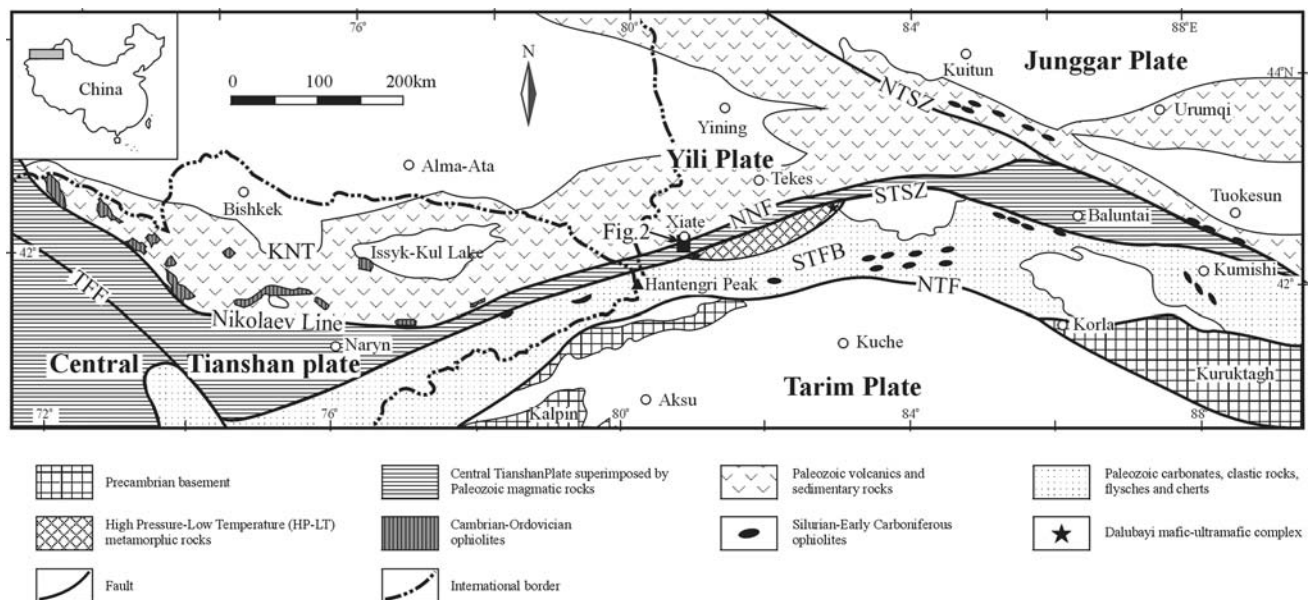 76°
80°
84°
88°E
N
China
0 100 200km
Kuitun
Junggar Plate
44°N
NTSZ
Urumqi
Yining
Alma-Ata
Yili Plate
Tekes
Bishkek
NNF
STSZ
Tuokesun
Xiate
Baluntai
Fig.2
KNT
Issyk-Kul Lake
42°
STFB
Kumishi
Hantengri Peak
42°
TFF
NTF
Nikolaev Line
Naryn
Korla
Central Tianshan plate
Kuche
Tarim Plate
Kuruktagh
Aksu
Kalpin
72°
76°
80°
84°
88°
Precambrian basement
Central TianshanPlate superimposed by
Paleozoic magmatic rocks
Paleozoic volcanics and
sedimentary rocks
Paleozoic carbonates, clastic rocks,
flysches and cherts
High Pressure-Low Temperature (HP-LT)
metamorphic rocks
Cambrian-Ordovician
ophiolites
Silurian-Early Carboniferous
ophiolites
Dalubayi mafic-ultramafic complex
Fault
International border